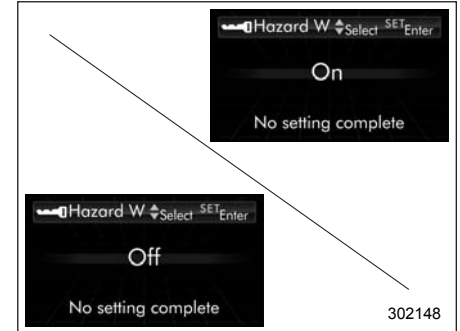 Hazard W Select SET Enter
On
No setting complete
Hazard W Select SET Enter
Off
No setting complete
302148